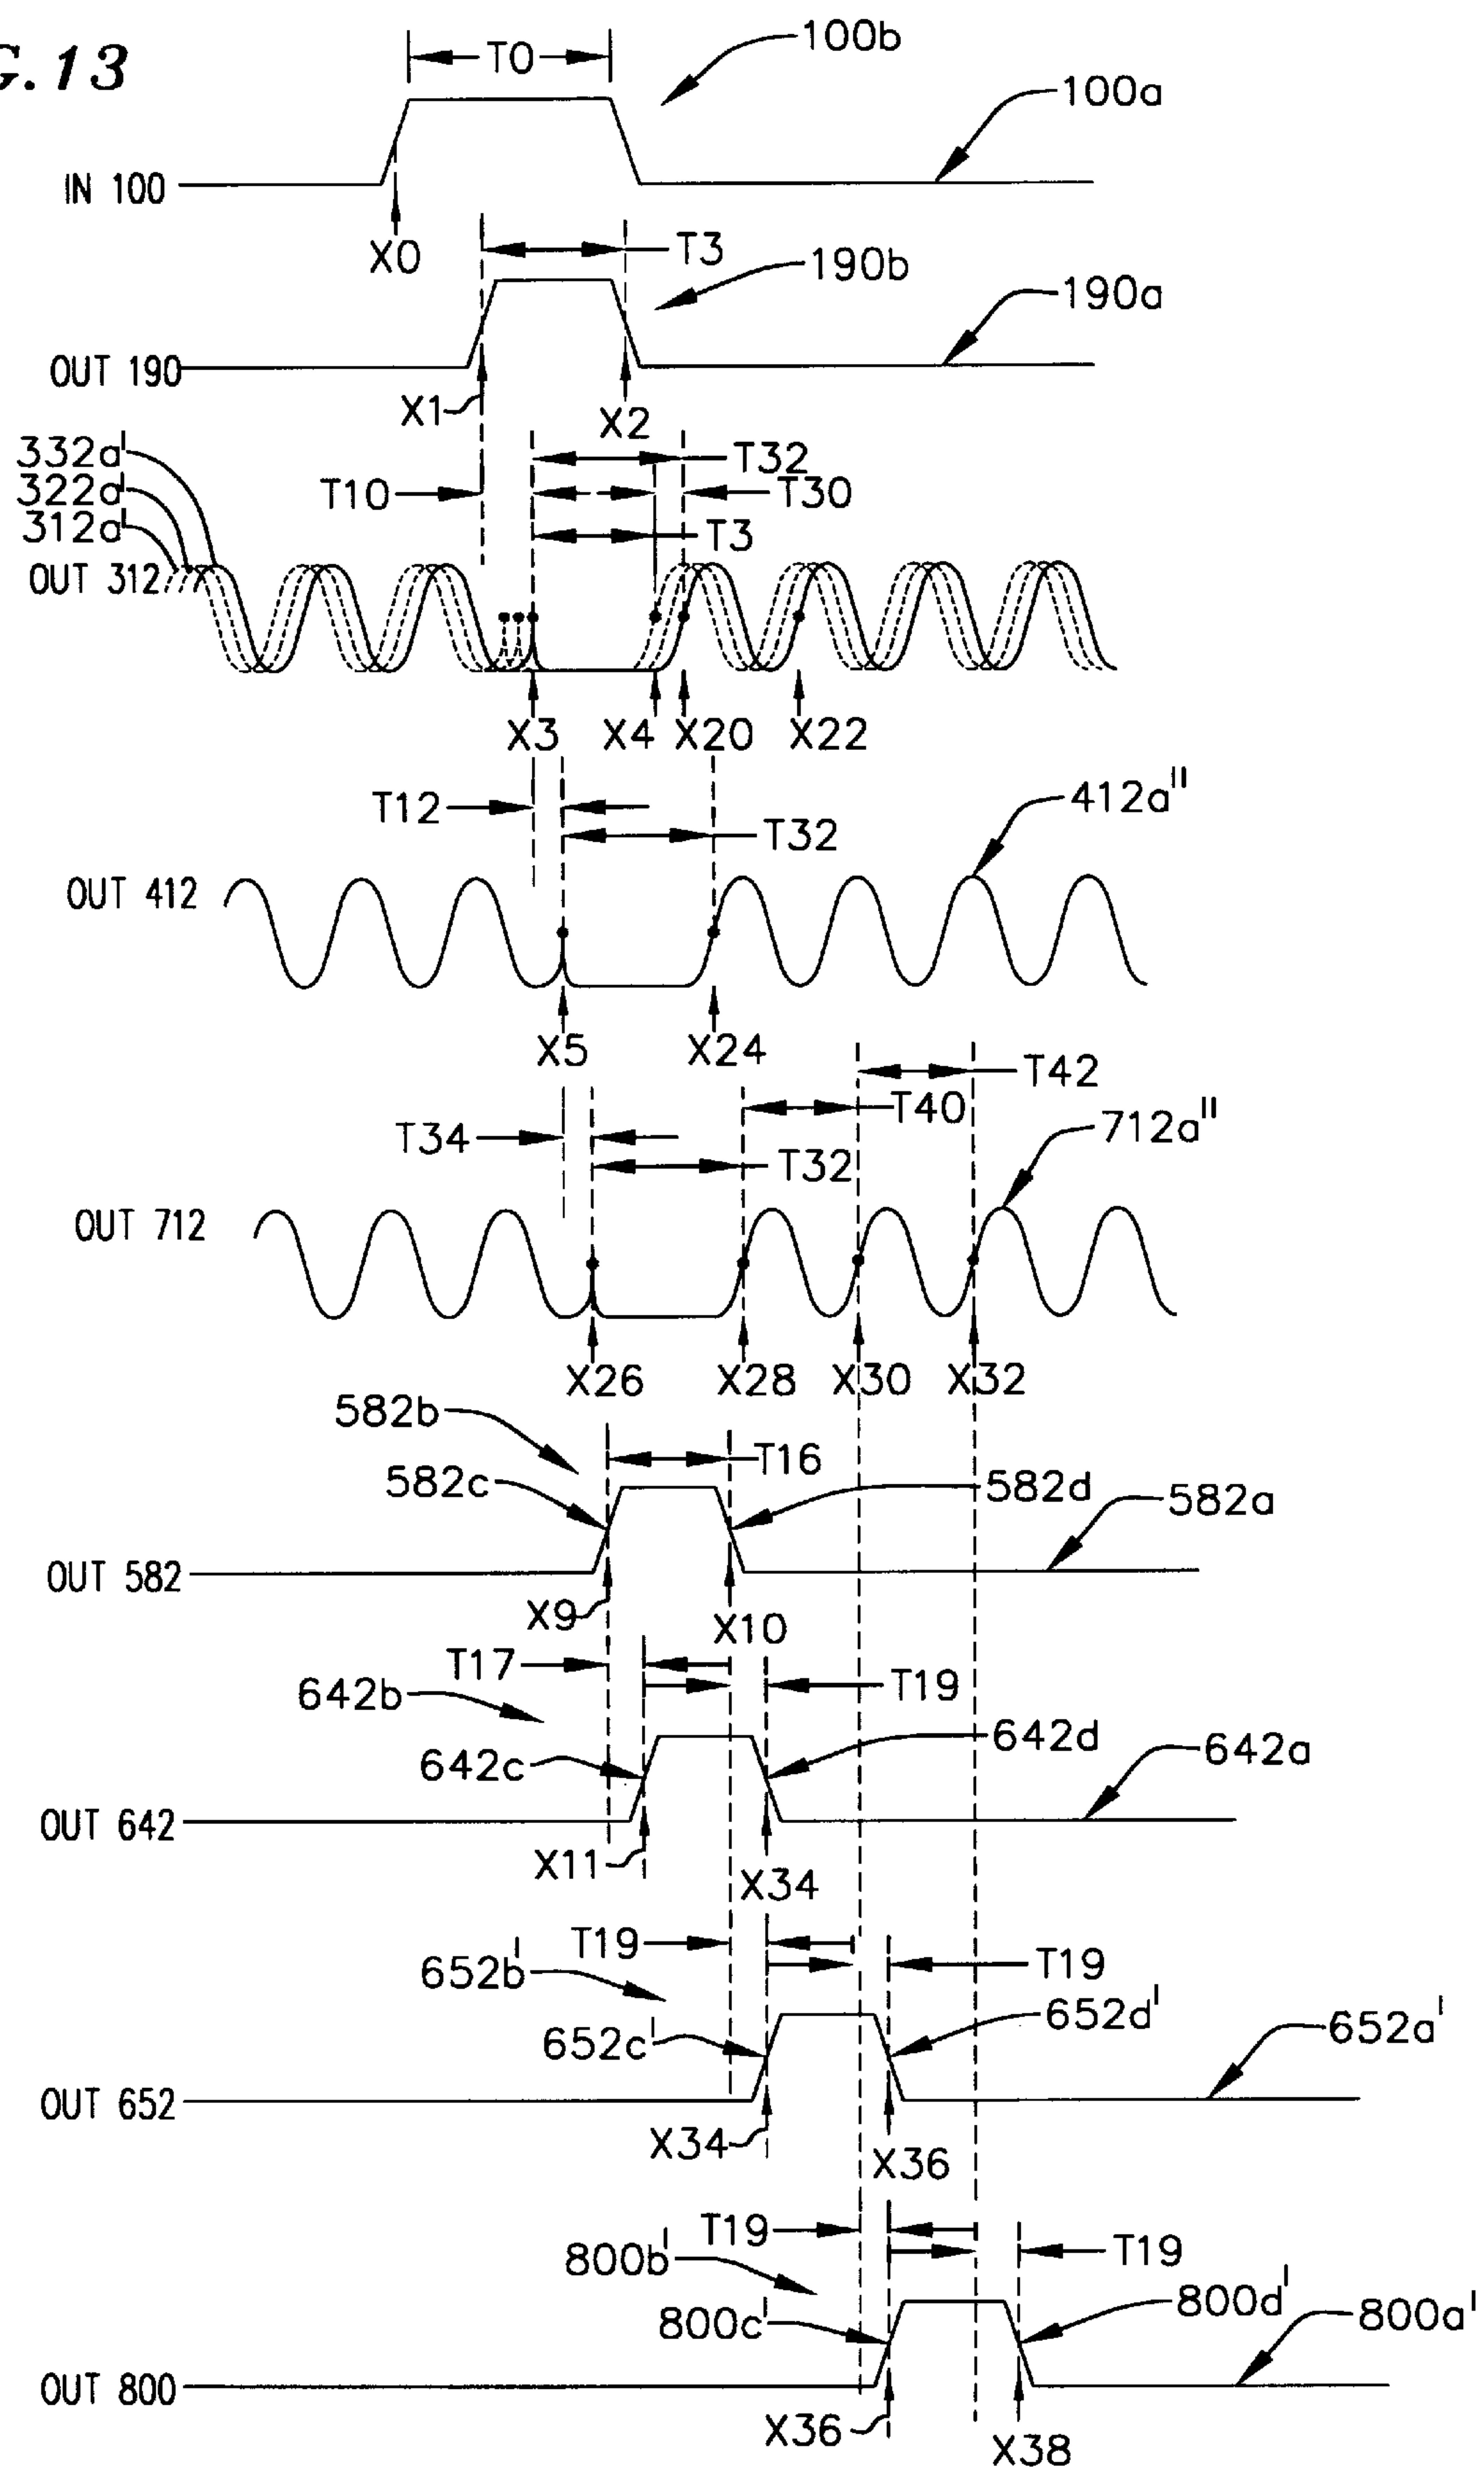 G.13
T0
100b
100a
IN 100
X0
T3
190b
190a
OUT 190
X1
X2
332a'
322a'
312a'
T32
T10
T30
T3
OUT 312
X3
X4
X20
X22
T12
T32
412a"
OUT 412
X5
X24
T42
T40
T34
T32
712a"
OUT 712
X26
X28
X30
X32
582b
T16
582c
582d
582a
OUT 582
X9
X10
T17
T19
642b
642c
642d
642a
OUT 642
X11
X34
T19
T19
652b'
652c'
652d'
652a'
OUT 652
X34
X36
T19
T19
800b'
800c'
800d'
800a'
OUT 800
X36
X38